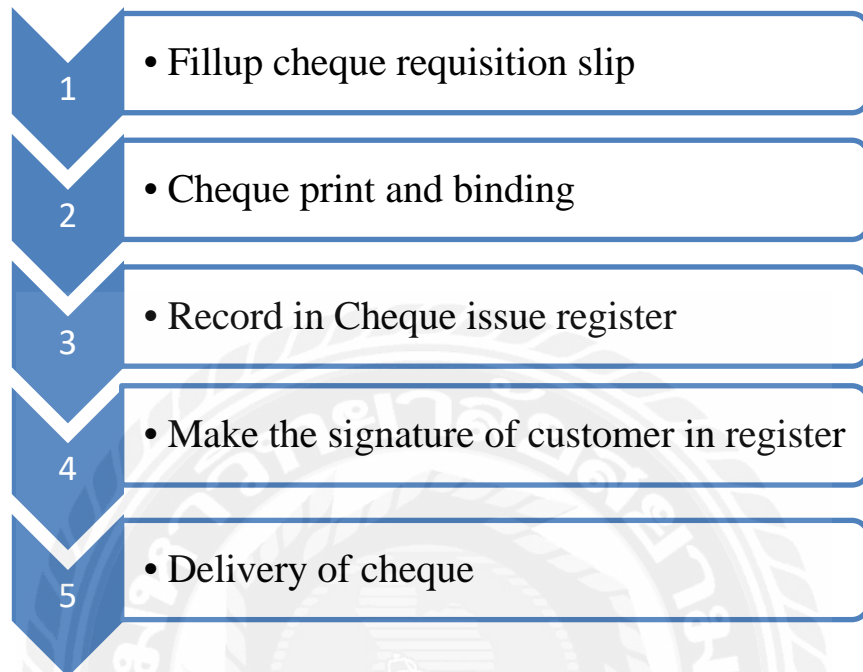 1
• Fillup cheque requisition slip
2
• Cheque print and binding
3
• Record in Cheque issue register
4
• Make the signature of customer in register
5
• Delivery of cheque